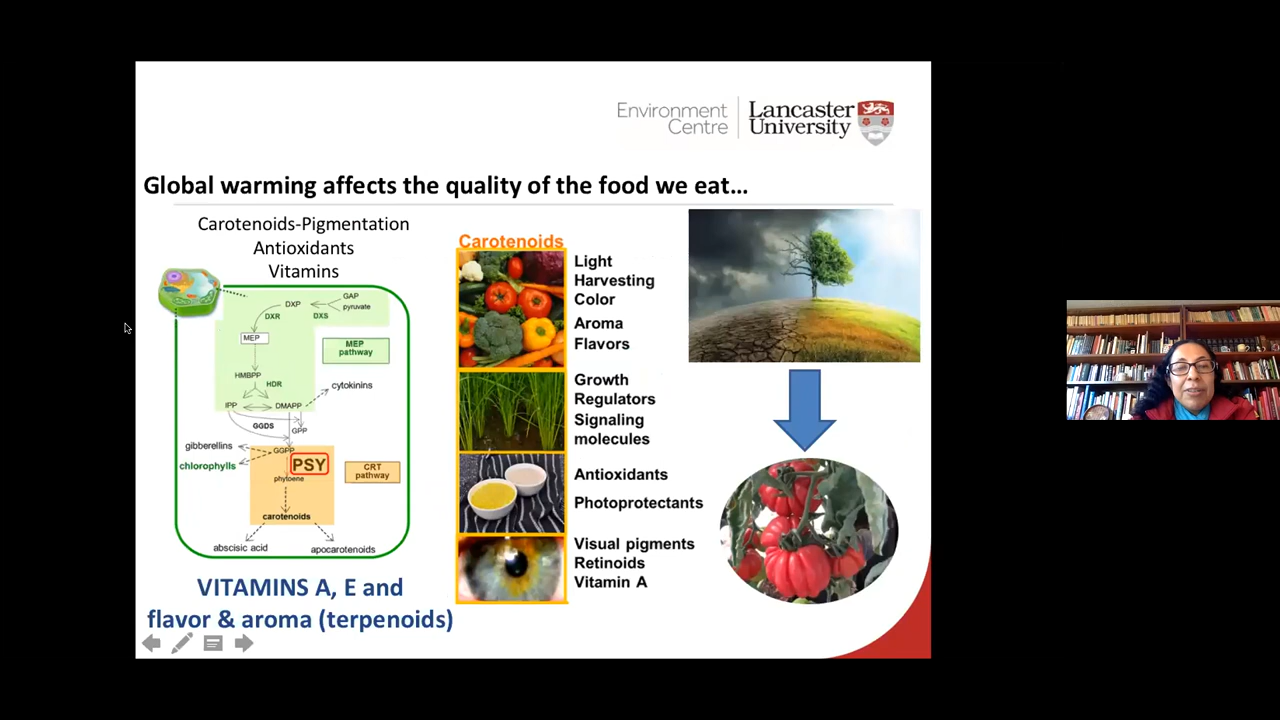 Environment
Centre
Lancaster
University
Global warming affects the quality of the food we eat…
Carotenoids-Pigmentation
Antioxidants
Vitamins
GAP
DXP
pyruvate
DXR
DXS
MEP
MEP
pathway
HMBPP
HDR
cytokinins
IPP
DMAPP
GGDS
GPP
gibberellins
GGPP
chlorophylls
PSY
CRT
pathway
phytoene
carotenoids
abscisic acid
apocarotenoids
VITAMINS A, E and
flavor & aroma (terpenoids)
Carotenoids
Light
Harvesting
Color
Aroma
Flavors
Growth
Regulators
Signaling
molecules
Antioxidants
Photoprotectants
Visual pigments
Retinoids
Vitamin A